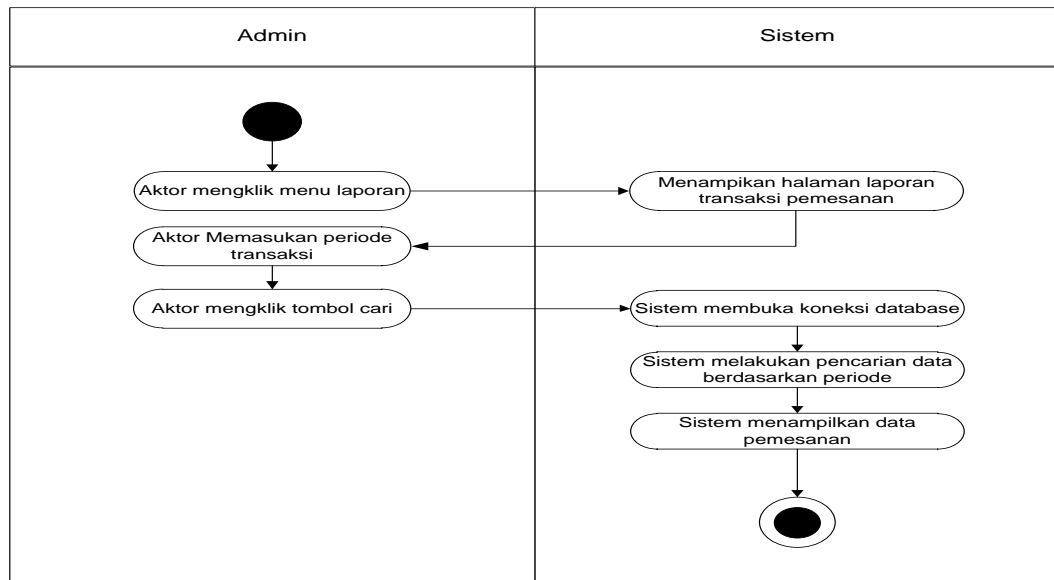 Admin
Sistem
Aktor mengklik menu laporan
Menampikan halaman laporan
transaksi pemesanan
Aktor Memasukan periode
transaksi
Aktor mengklik tombol cari
Sistem membuka koneksi database
Sistem melakukan pencarian data
berdasarkan periode
Sistem menampilkan data
pemesanan